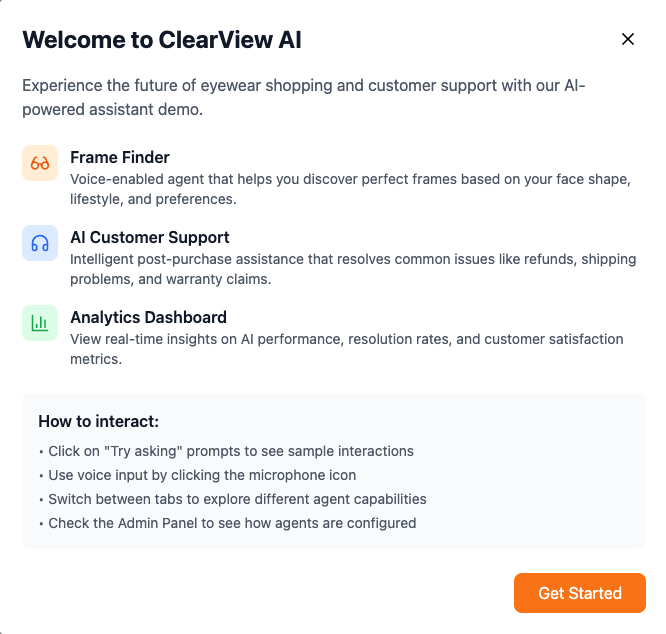 Welcome to ClearView AI
Experience the future of eyewear shopping and customer support with our AI-
powered assistant demo.
Frame Finder
Voice-enabled agent that helps you discover perfect frames based on your face shape,
lifestyle, and preferences.
AI Customer Support
Intelligent post-purchase assistance that resolves common issues like refunds, shipping
problems, and warranty claims.
Analytics Dashboard
View real-time insights on AI performance, resolution rates, and customer satisfaction
metrics.
How to interact:
• Click on "Try asking" prompts to see sample interactions
• Use voice input by clicking the microphone icon
• Switch between tabs to explore different agent capabilities
• Check the Admin Panel to see how agents are configured
Get Started